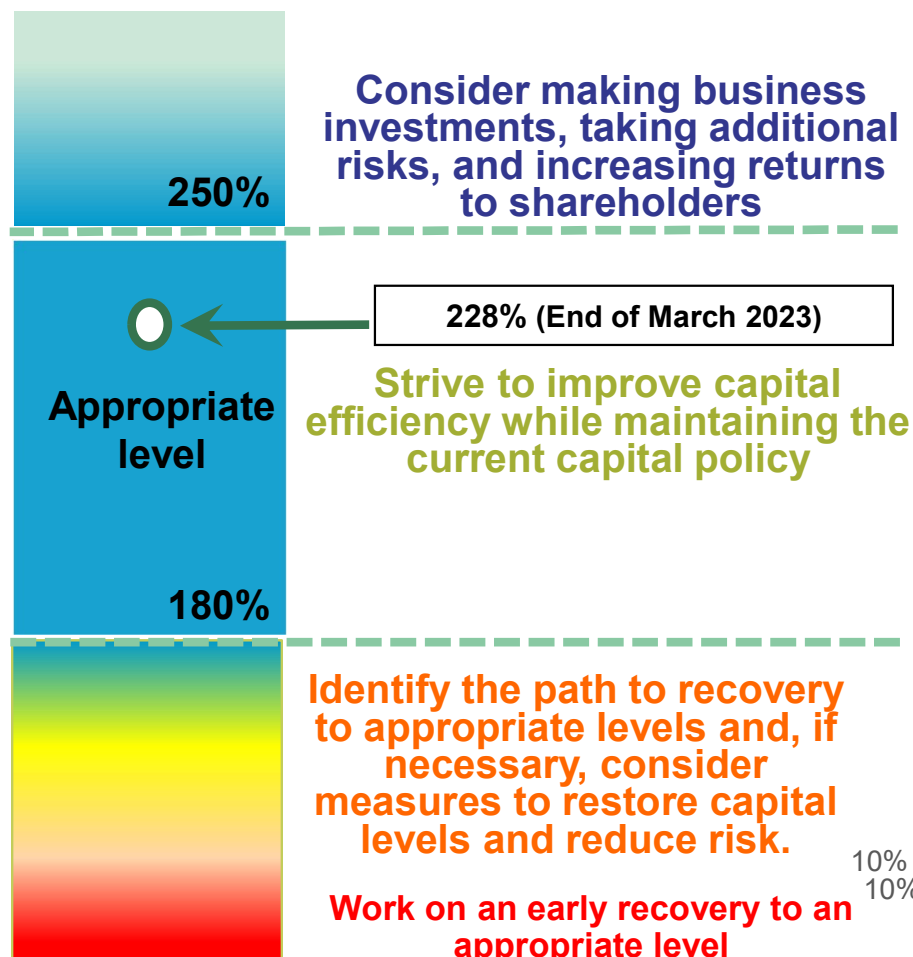 Consider making business
investments, taking additional
risks, and increasing returns
to shareholders
250%
228% (End of March 2023)
Appropriate
level
Strive to improve capital
efficiency while maintaining the
current capital policy
180%
Identify the path to recovery
to appropriate levels and, if
necessary, consider
measures to restore capital
levels and reduce risk.
10%
10%
Work on an early recovery to an
appropriate level